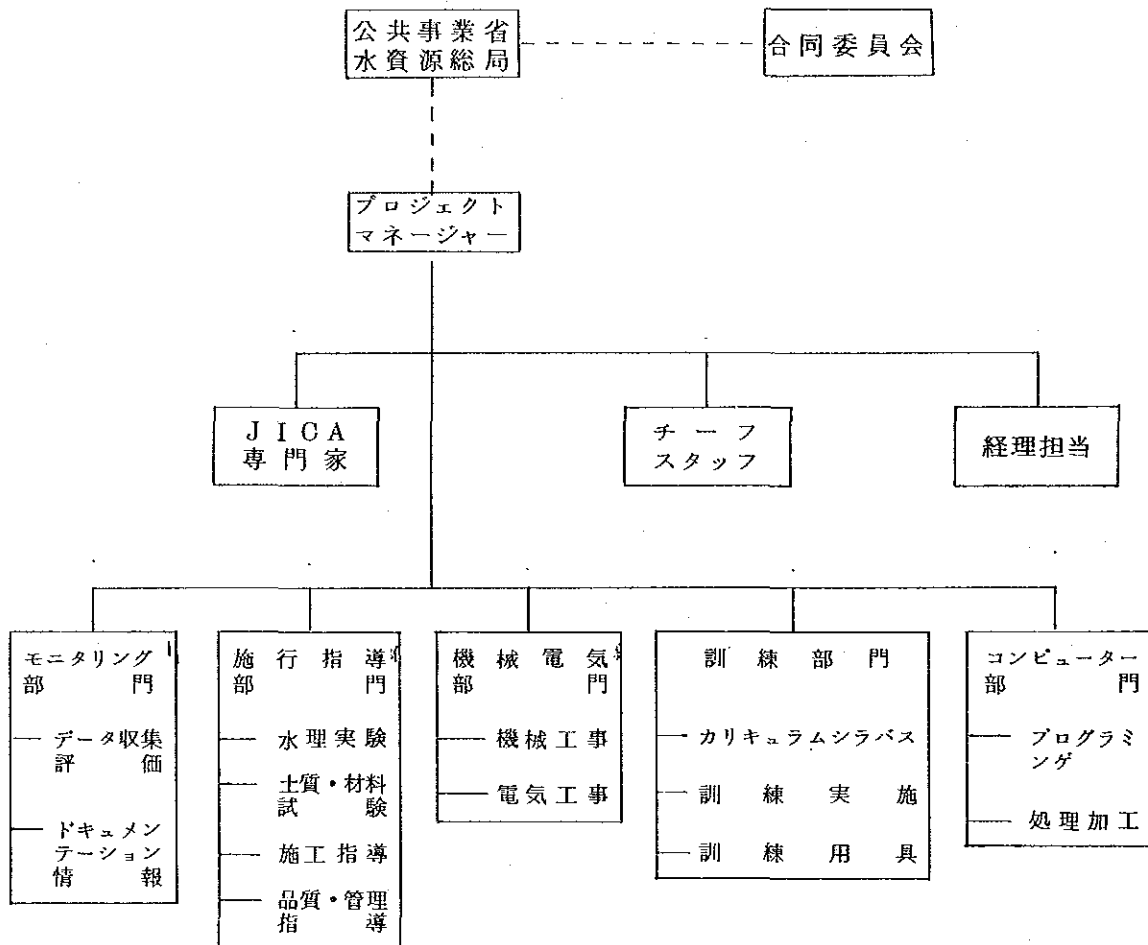 公共事業省
水資源総局
合同委員会
プロジェクト
マネージャー
JICA
専門家
チーフ
スタッフ
経理担当
モニタリング
部門
データ収集
評価
ドキュメン
テーション
情報
施行指導
部門
水理実験
土質・材料
試験
施工指導
品質・管理
指導
機械電気
部門
機械工事
電気工事
訓練部門
カリキュラムシラバス
訓練実施
訓練用具
コンピューター
部門
プログラミ
ンゲ
処理加工